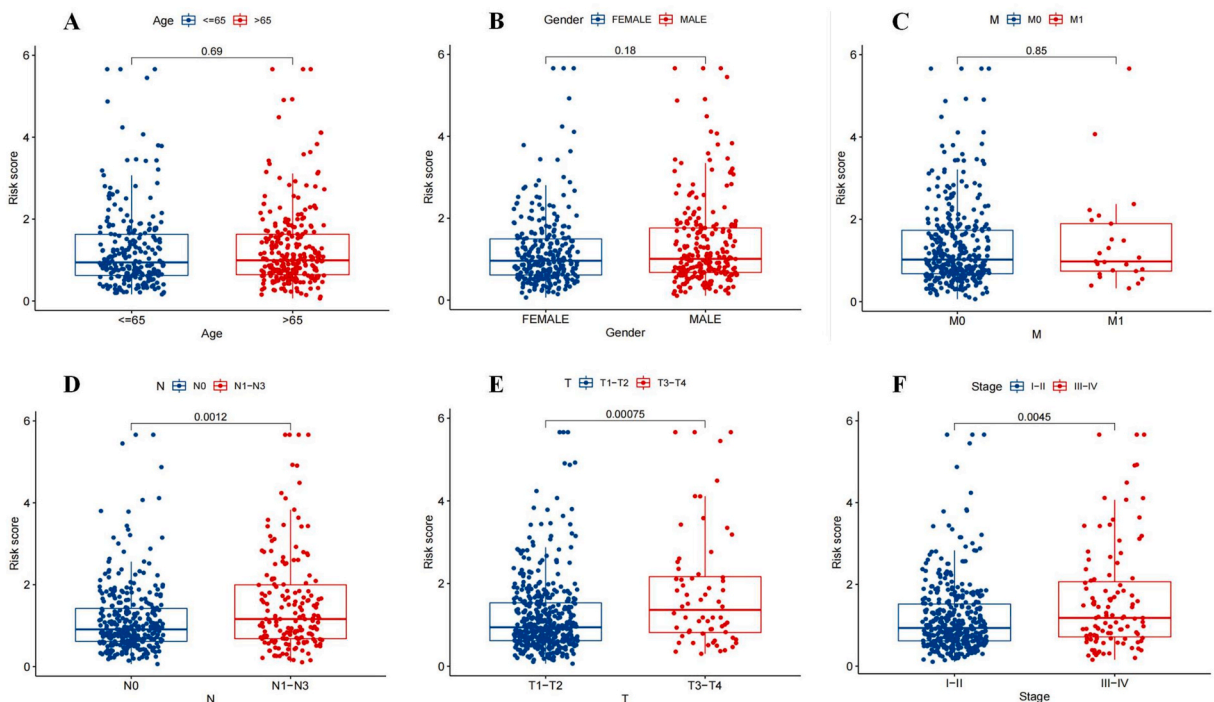 A Age <=65 >65
0.69
6
4
2
0
Risk score
<=65 >65
Age
B Gender FEMALE MALE
0.18
6
4
2
0
Risk score
FEMALE MALE
Gender
C M M0 M1
0.85
6
4
2
0
Risk score
M0 M1
M
D N N0 N1−N3
0.0012
6
4
2
0
Risk score
N0 N1−N3
N
E T T1−T2 T3−T4
0.00075
6
4
2
0
Risk score
T1−T2 T3−T4
T
F Stage I−II III−IV
0.0045
6
4
2
0
Risk score
I−II III−IV
Stage